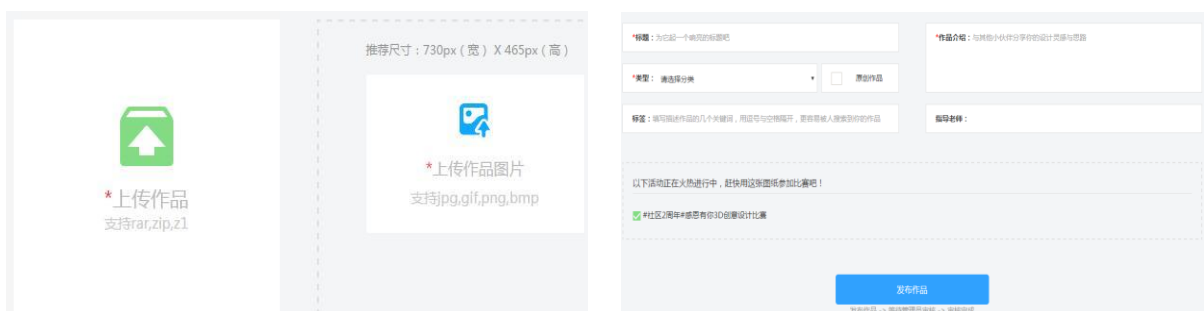 推荐尺寸：730px（宽）X 465px（高）
*上传作品图片
支持jpg,gif,png,bmp
*上传作品
支持rar,zip,z1
*标题：为它起一个响亮的标题吧
*作品介绍：与其他小伙伴分享你的设计灵感与思路
*类型： 请选择分类
原创作品
标签：填写描述作品的几个关键词，用逗号与空格隔开，更容易被人搜索到你的作品
指导老师：
以下活动正在火热进行中，赶快用这张图纸参加比赛吧！
#社区2周年#感恩有你3D创意设计比赛
发布作品